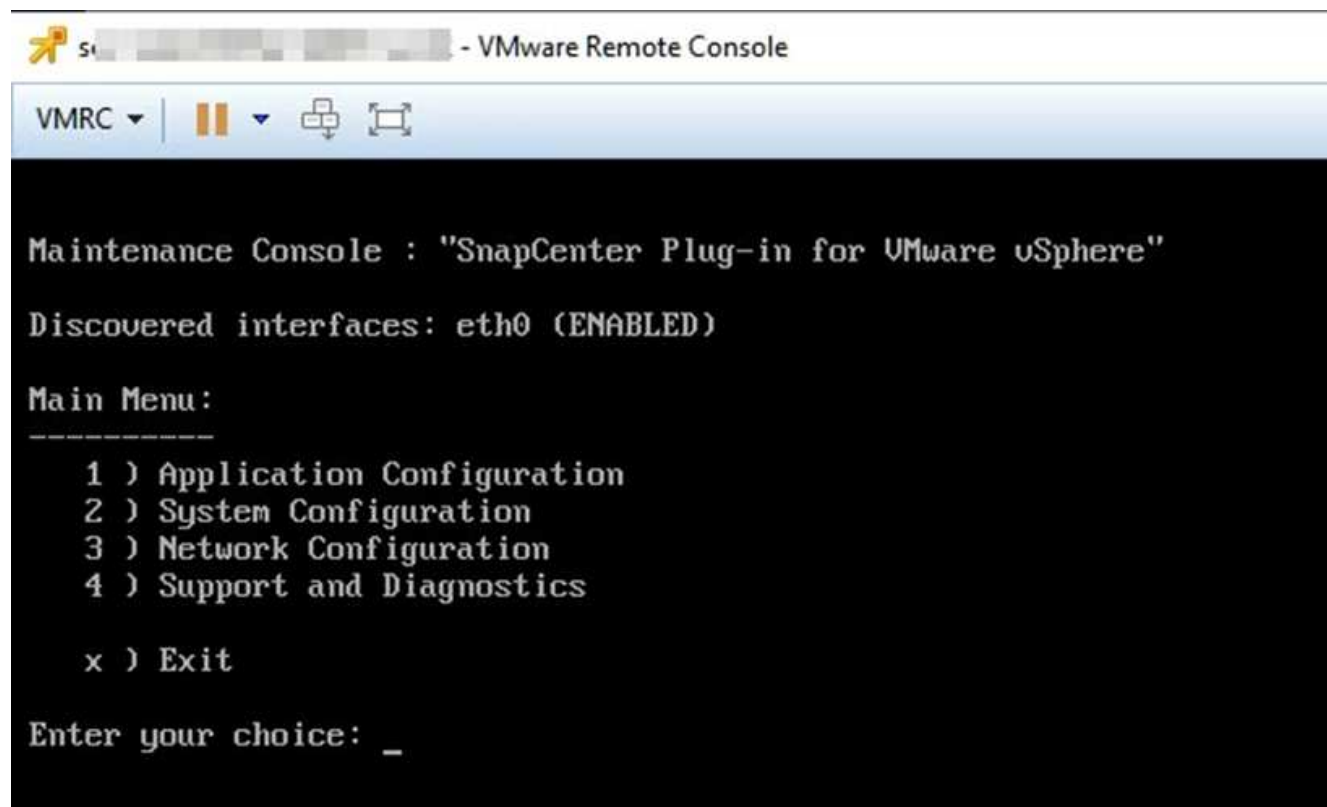 - VMware Remote Console
VMRC
Maintenance Console : "SnapCenter Plug-in for VMware vSphere"
Discovered interfaces: eth0 (ENABLED)
Main Menu:
----------
1 ) Application Configuration
2 ) System Configuration
3 ) Network Configuration
4 ) Support and Diagnostics
x ) Exit
Enter your choice: _